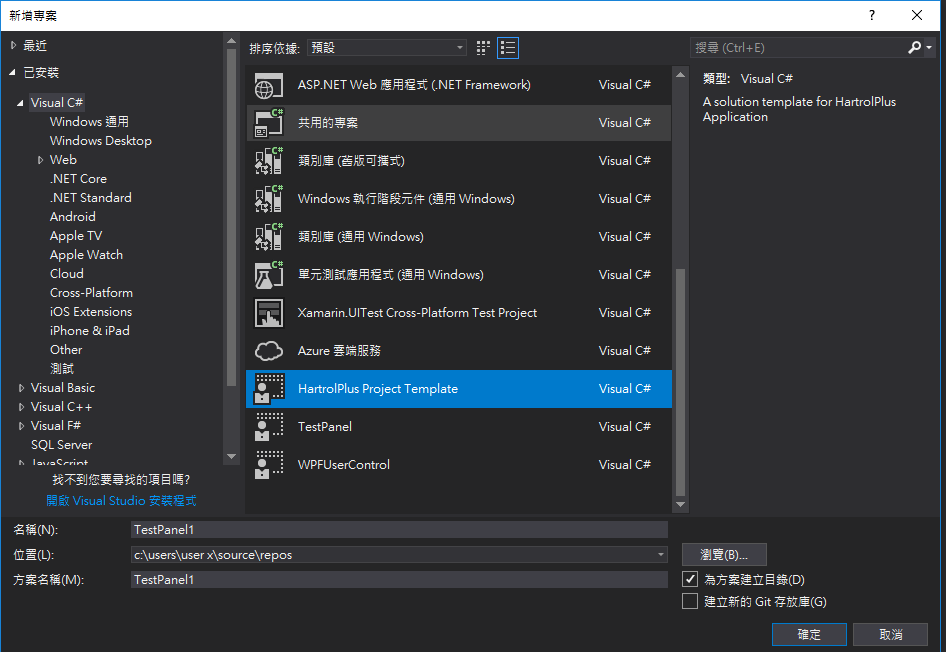 新增專案
?
最近
已安裝
Visual C#
Windows 通用
Windows Desktop
Web
.NET Core
.NET Standard
Android
Apple TV
Apple Watch
Cloud
Cross-Platform
iOS Extensions
iPhone & iPad
Other
測試
Visual Basic
Visual C++
Visual F#
SQL Server
JavaScript
找不到您要尋找的項目嗎?
開啟 Visual Studio 安裝程式
排序依據: 預設
ASP.NET Web 應用程式 (.NET Framework) Visual C#
共用的專案 Visual C#
類別庫 (舊版可攜式) Visual C#
Windows 執行階段元件 (通用 Windows) Visual C#
類別庫 (通用 Windows) Visual C#
單元測試應用程式 (通用 Windows) Visual C#
Xamarin.UITest Cross-Platform Test Project Visual C#
Azure 雲端服務 Visual C#
HartrolPlus Project Template Visual C#
TestPanel Visual C#
WPFUserControl Visual C#
搜尋 (Ctrl+E)
類型: Visual C#
A solution template for HartrolPlus
Application
名稱(N): TestPanel1
位置(L): c:\users\user x\source\repos 瀏覽(B)...
方案名稱(M): TestPanel1 為方案建立目錄(D)
建立新的 Git 存放庫(G)
確定 取消